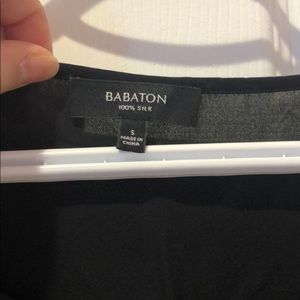 BABATON
100% SILK
S
MADE IN
CHINA